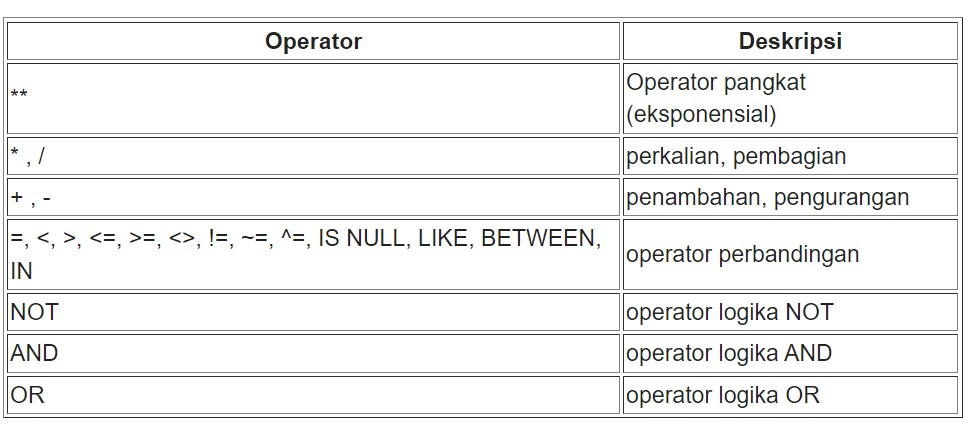 Operator Deskripsi
** Operator pangkat
(eksponensial)
* , / perkalian, pembagian
+ , - penambahan, pengurangan
=, <, >, <=, >=, <>, !=, ~=, ^=, IS NULL, LIKE, BETWEEN,
IN operator perbandingan
NOT operator logika NOT
AND operator logika AND
OR operator logika OR